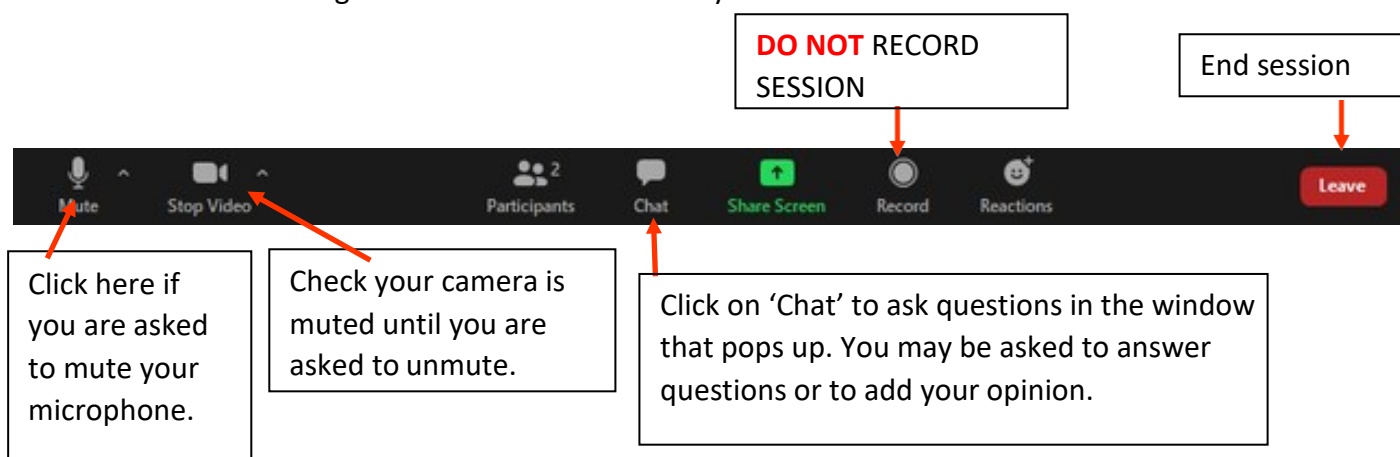 DO NOT RECORD
SESSION
End session
2
Mute
Stop Video
Participants
Chat
Share Screen
Record
Reactions
Leave
Click here if
you are asked
to mute your
microphone.
Check your camera is
muted until you are
asked to unmute.
Click on ‘Chat’ to ask questions in the window
that pops up. You may be asked to answer
questions or to add your opinion.